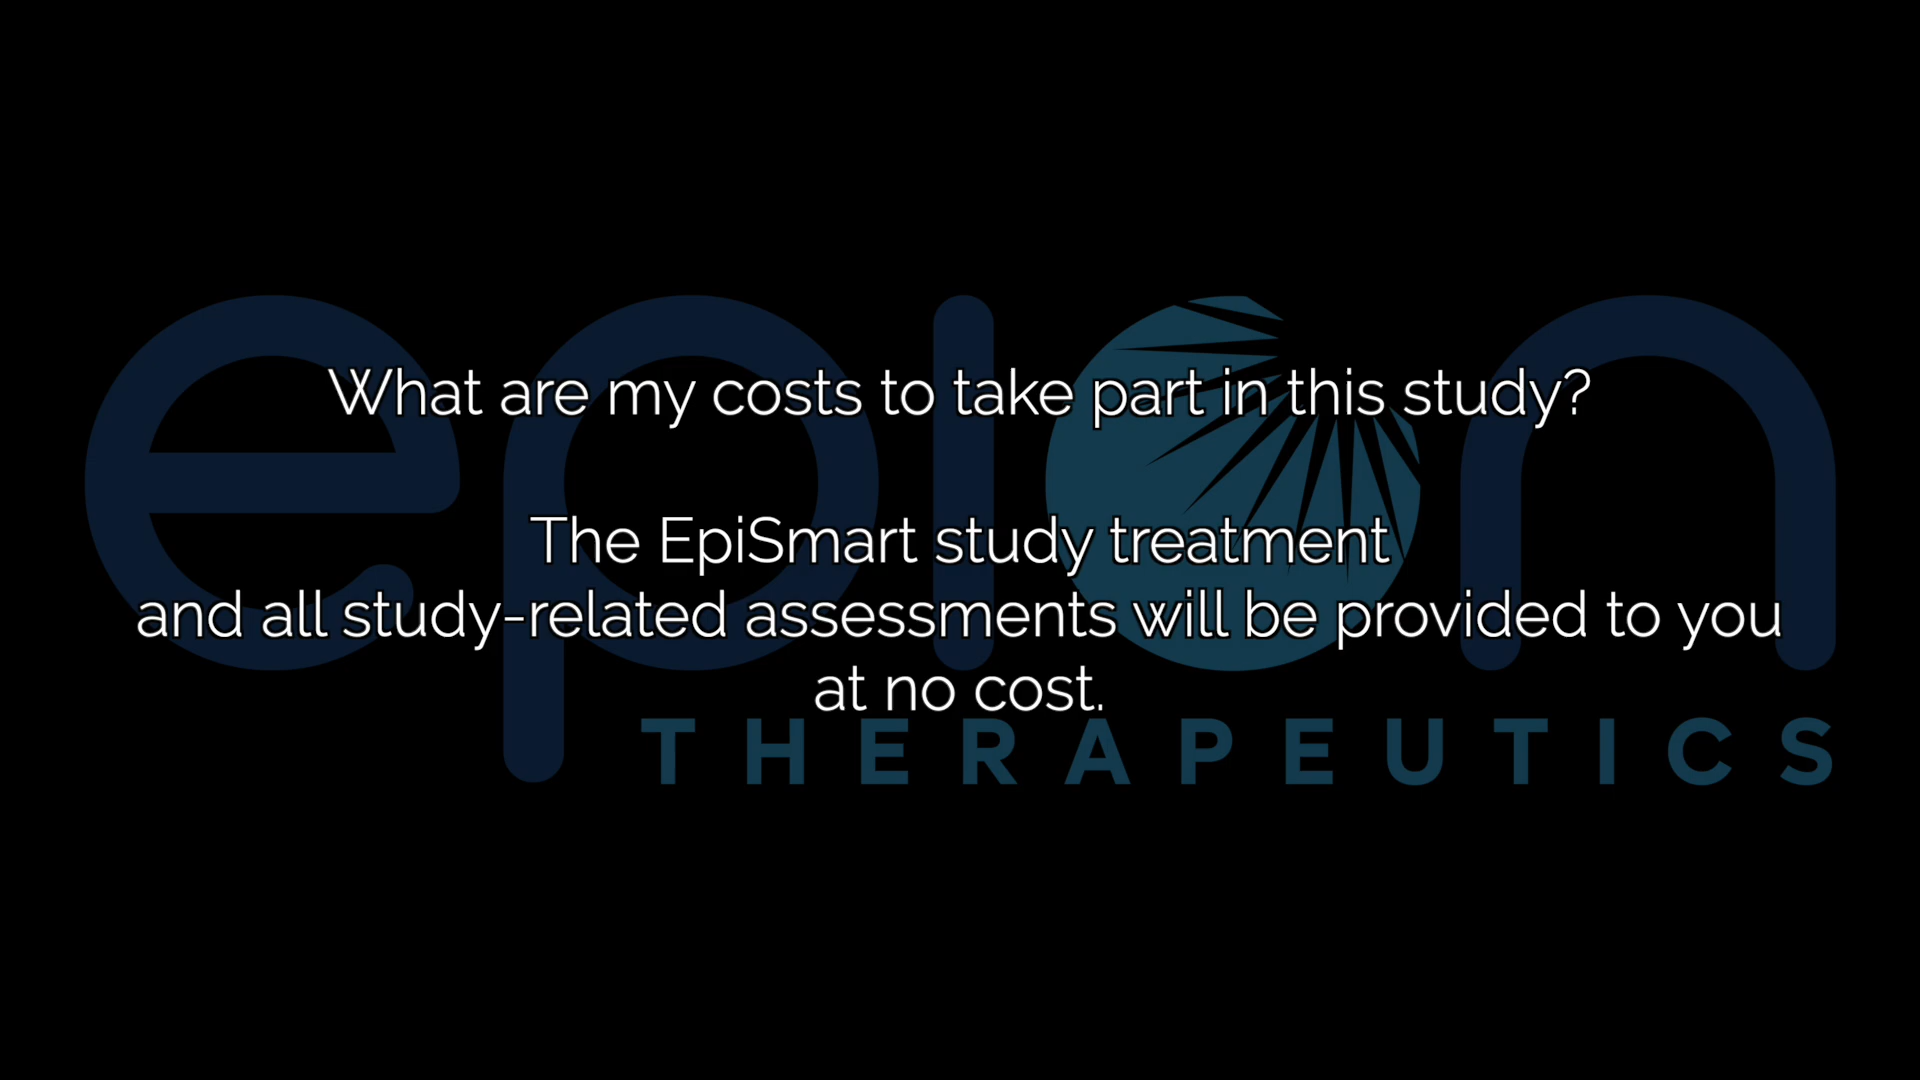 What are my costs to take part in this study?
The EpiSmart study treatment
and all study-related assessments will be provided to you
at no cost.
epion
THERAPEUTICS